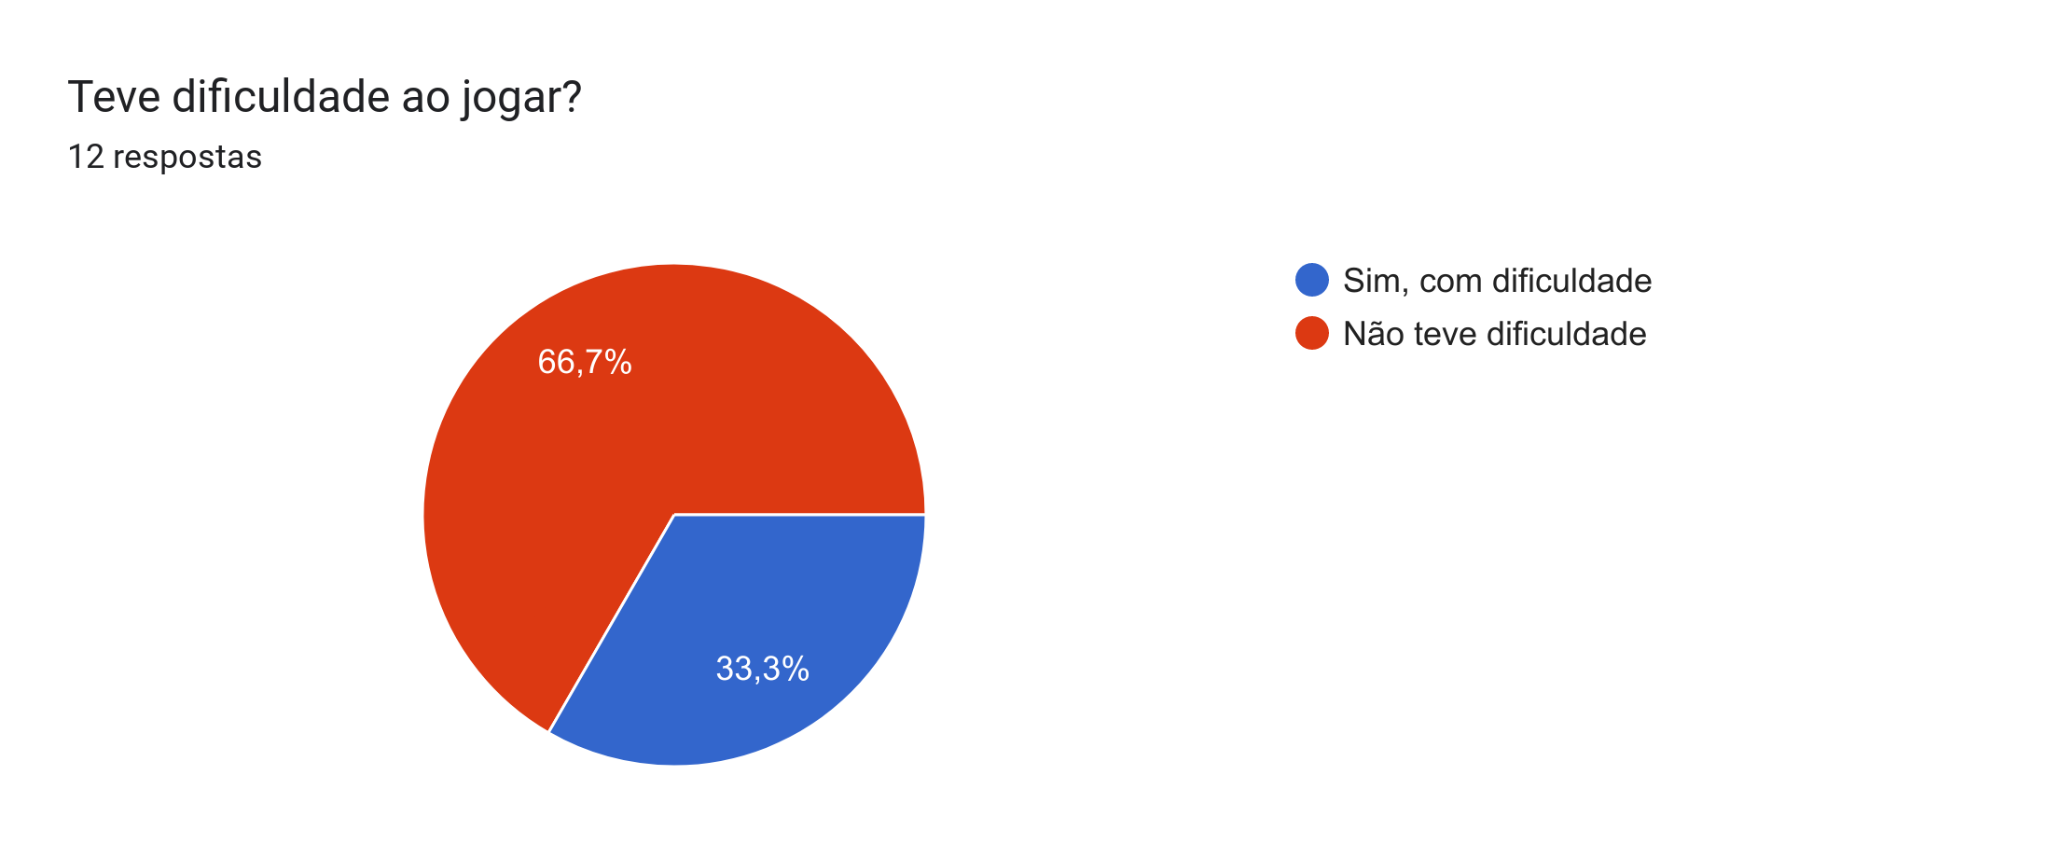 Teve dificuldade ao jogar?
12 respostas
66,7%
33,3%
Sim, com dificuldade
Não teve dificuldade